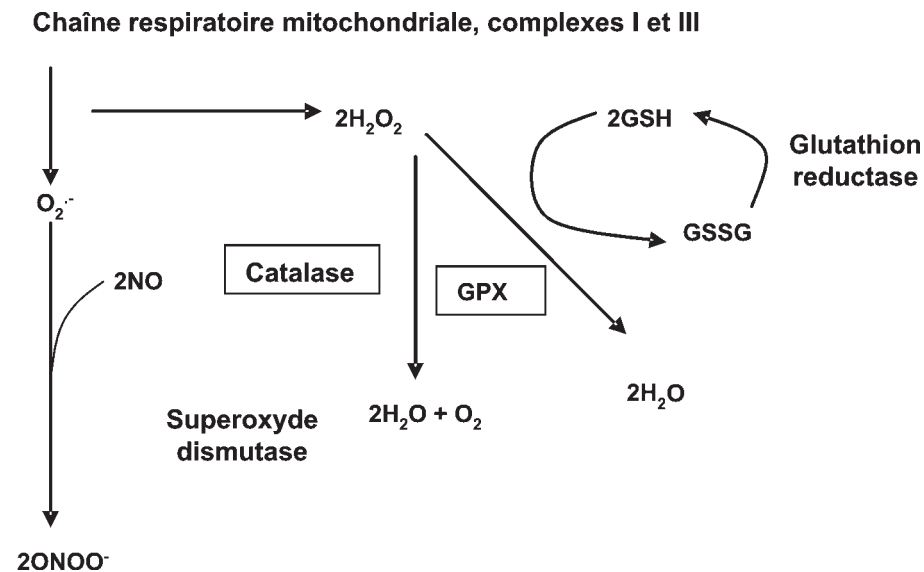 Chaîne respiratoire mitochondriale, complexes I et III
2H₂O₂
2GSH
Glutathion
reductase
O₂·-
GSSG
2NO
Catalase
GPX
2H₂O
2H₂O + O₂
Superoxyde
dismutase
2ONOO-